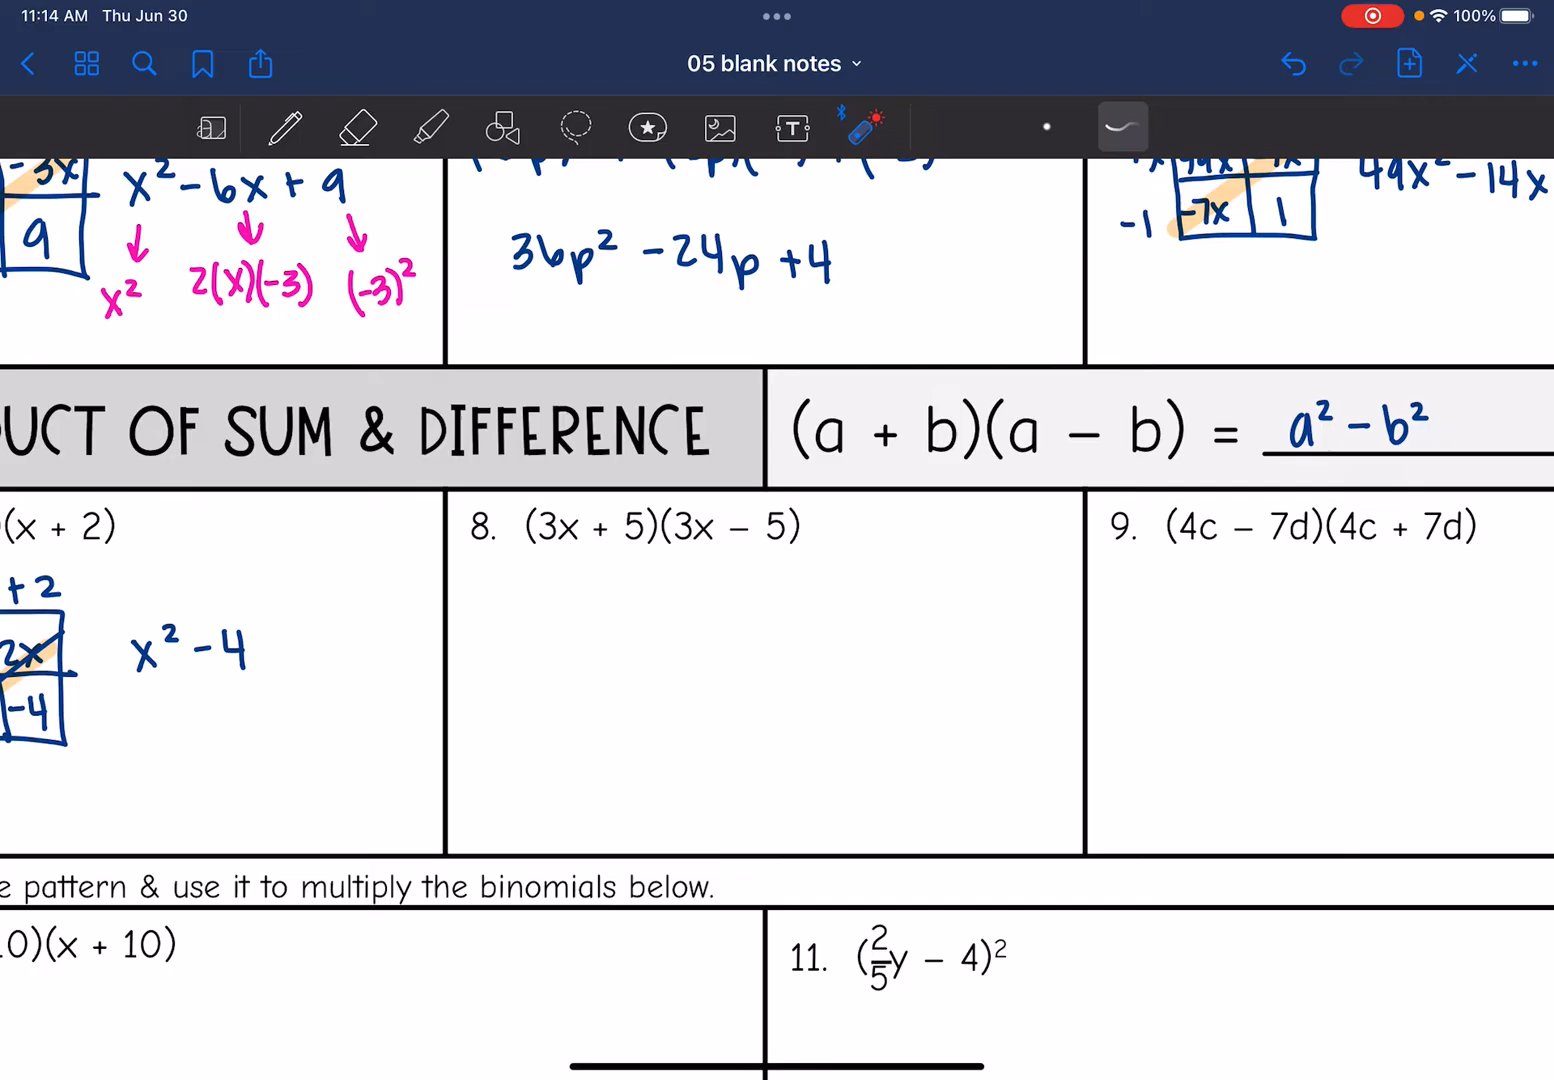 11:14 AM Thu Jun 30
100%
05 blank notes
T
-3x
9
x² - 6x + 9
x² 2(x)(-3) (-3)²
36p² - 24p + 4
-1
-7x 1
49x² - 14x
UCT OF SUM & DIFFERENCE
(a + b)(a - b) = a² - b²
(x + 2)
+ 2
2x
-4
x² - 4
8. (3x + 5)(3x - 5)
9. (4c - 7d)(4c + 7d)
e pattern & use it to multiply the binomials below.
0)(x + 10)
11. (2/5y - 4)²